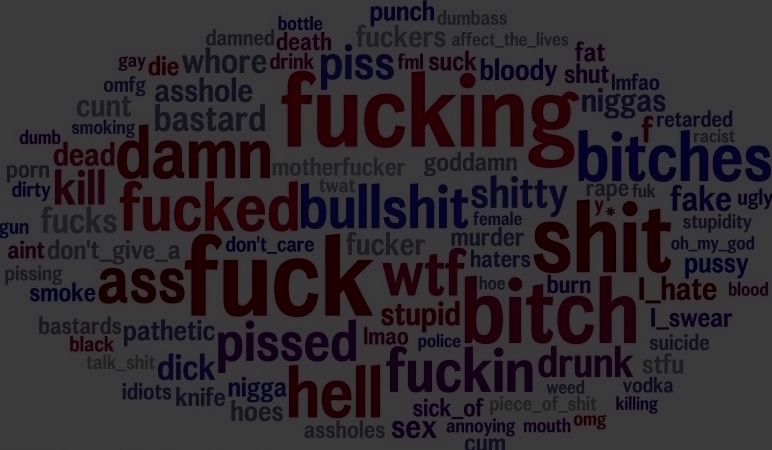 punch
bottle
dumbass
damned
death
fuckers
affect_the_lives
gay
die
whore
drink
piss
fml
suck
bloody
fat
shut
omfg
asshole
lmfao
cunt
bastard
fucking
niggas
smoking
retarded
f
racist
dumb
dead
damn
motherfucker
goddamn
bitches
porn
dirty
kill
twat
fucked
bullshit
shitty
rape
fuk
fake
ugly
y*
gun
fucks
female
shit
stupidity
aint
don't_give_a
don't_care
fucker
murder
haters
oh_my_god
pissing
smoke
ass
fuck
wtf
hoe
burn
pussy
I_hate
blood
stupid
bitch
I_swear
bastards
pathetic
black
pissed
lmao
police
suicide
talk_shit
dick
fuckin
drunk
stfu
idiots
knife
nigga
hell
weed
vodka
hoes
sick_of
piece_of_shit
killing
assholes
sex
annoying
mouth
omg
cum